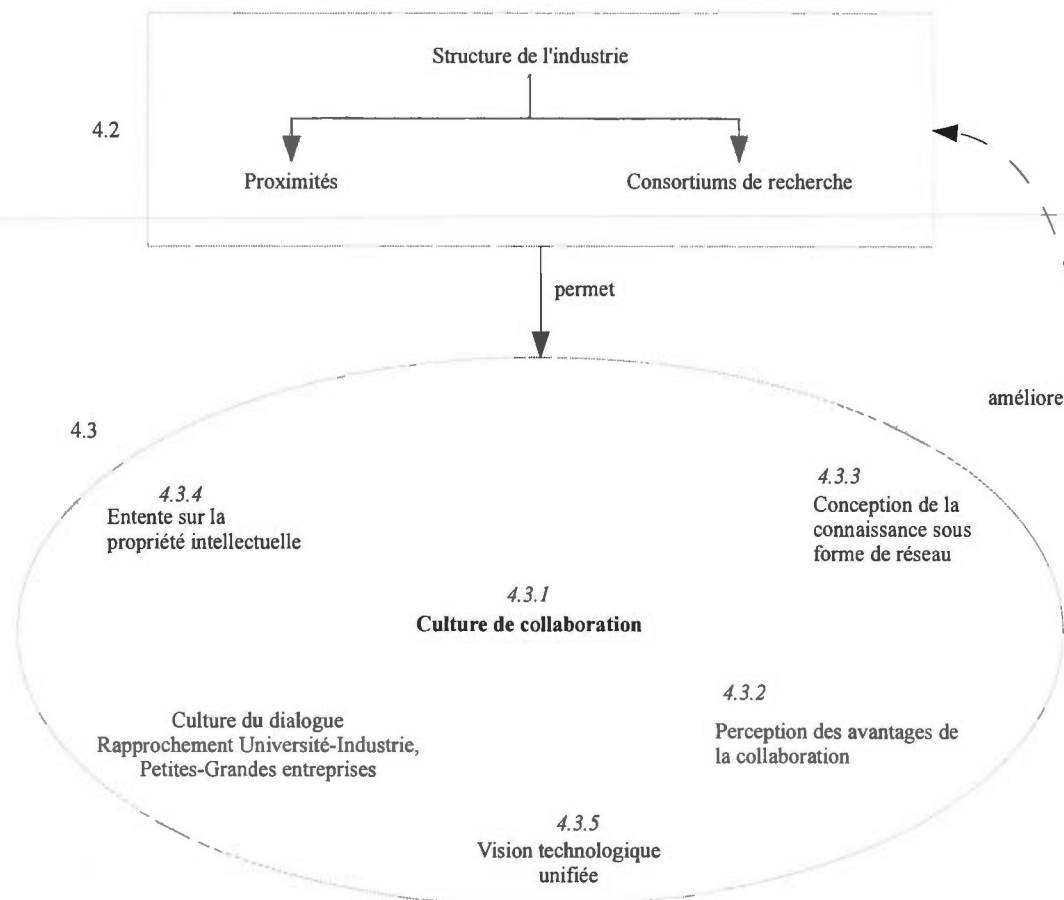 Structure de l'industrie
4.2
Proximités
Consortiums de recherche
permet
améliore
4.3
4.3.4
Entente sur la
propriété intellectuelle
4.3.3
Conception de la
connaissance sous
forme de réseau
4.3.1
Culture de collaboration
4.3.2
Perception des avantages de
la collaboration
Culture du dialogue
Rapprochement Université-Industrie,
Petites-Grandes entreprises
4.3.5
Vision technologique
unifiée